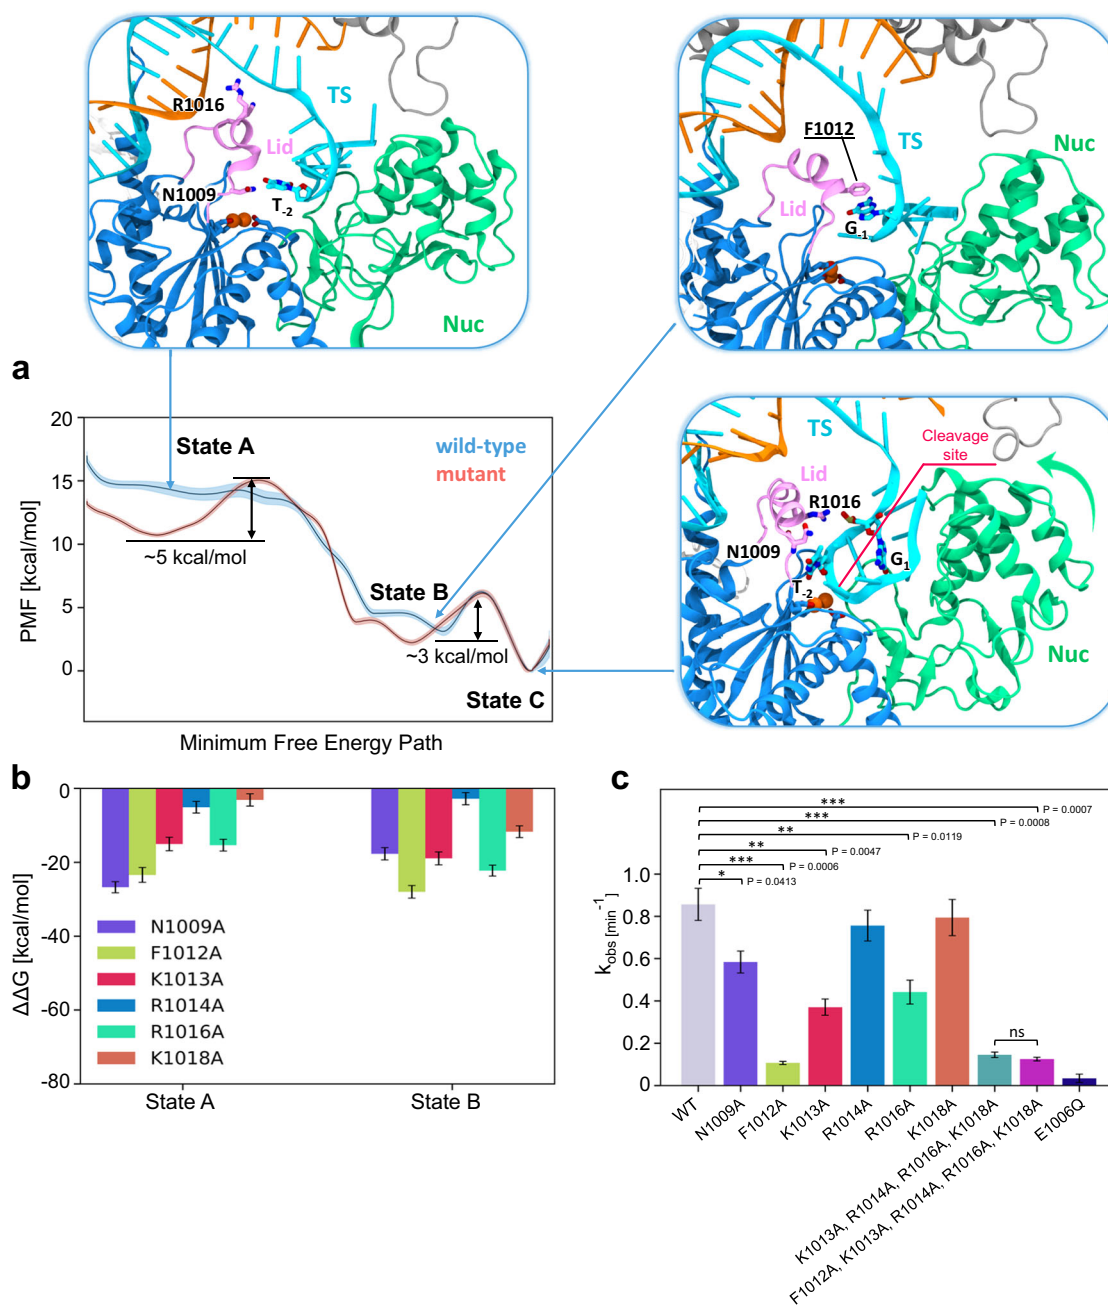 R1016
TS
Lid
N1009
T-2
Nuc
F1012
TS
Nuc
Lid
G-1
a
20
15
10
5
0
PMF [kcal/mol]
State A
wild-type
mutant
~5 kcal/mol
State B
~3 kcal/mol
State C
Minimum Free Energy Path
TS
Cleavage
site
Lid
R1016
N1009
G1
T-2
Nuc
b
0
-20
-40
-60
-80
ΔΔG [kcal/mol]
N1009A
F1012A
K1013A
R1014A
R1016A
K1018A
State A
State B
c
*** P = 0.0007
*** P = 0.0008
** P = 0.0119
** P = 0.0047
*** P = 0.0006
* P = 0.0413
1.0
0.8
0.6
0.4
0.2
0
kobs [min-1]
ns
WT
N1009A
F1012A
K1013A
R1014A
R1016A
K1018A
K1013A, R1014A, R1016A, K1018A
F1012A, K1013A, R1014A, R1016A, K1018A
E1006Q